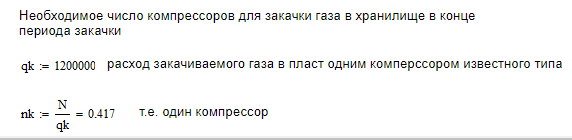 Необходимое число компрессоров для закачки газа в хранилище в конце
периода закачки
qk := 1200000 расход закачиваемого газа в пласт одним комперссором известного типа
nk := N/qk = 0.417 т.е. один компрессор